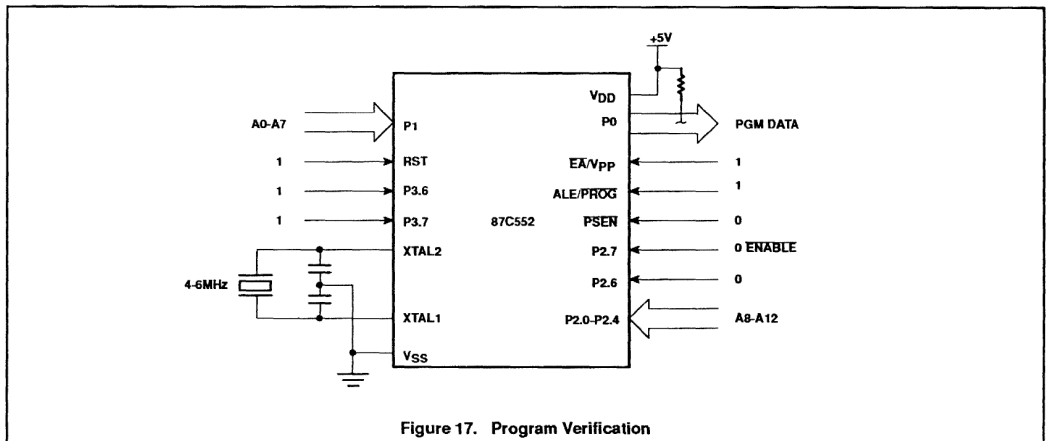 +5V
VDD
A0-A7
P1
P0
PGM DATA
1
RST
EA/VPP
1
1
P3.6
ALE/PROG
1
1
P3.7
87C552
PSEN
0
XTAL2
P2.7
0 ENABLE
4-6MHz
P2.6
0
XTAL1
P2.0-P2.4
A8-A12
VSS
Figure 17. Program Verification